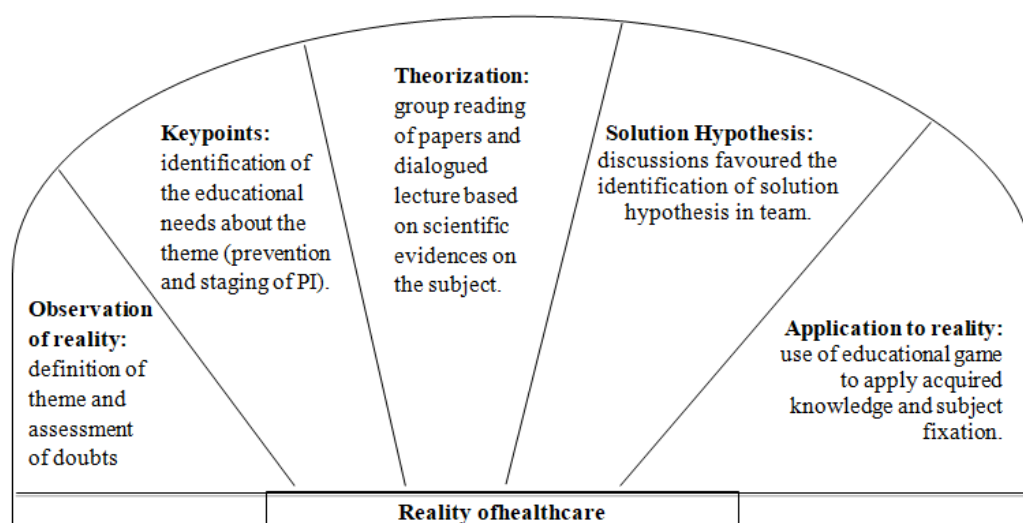 Observation
of reality:
definition of
theme and
assessment
of doubts
Keypoints:
identification of
the educational
needs about the
theme (prevention
and staging of PI).
Theorization:
group reading
of papers and
dialogued
lecture based
on scientific
evidences on
the subject.
Solution Hypothesis:
discussions favoured the
identification of solution
hypothesis in team.
Application to reality:
use of educational game
to apply acquired
knowledge and subject
fixation.
Reality ofhealthcare